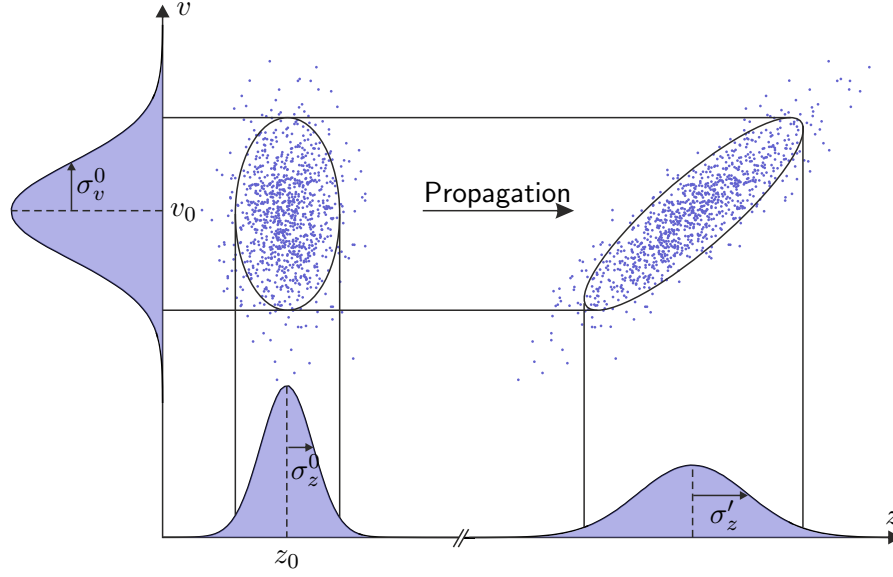 v
σ_v^0
v_0
Propagation
σ_z^0
σ'_z
z
z_0